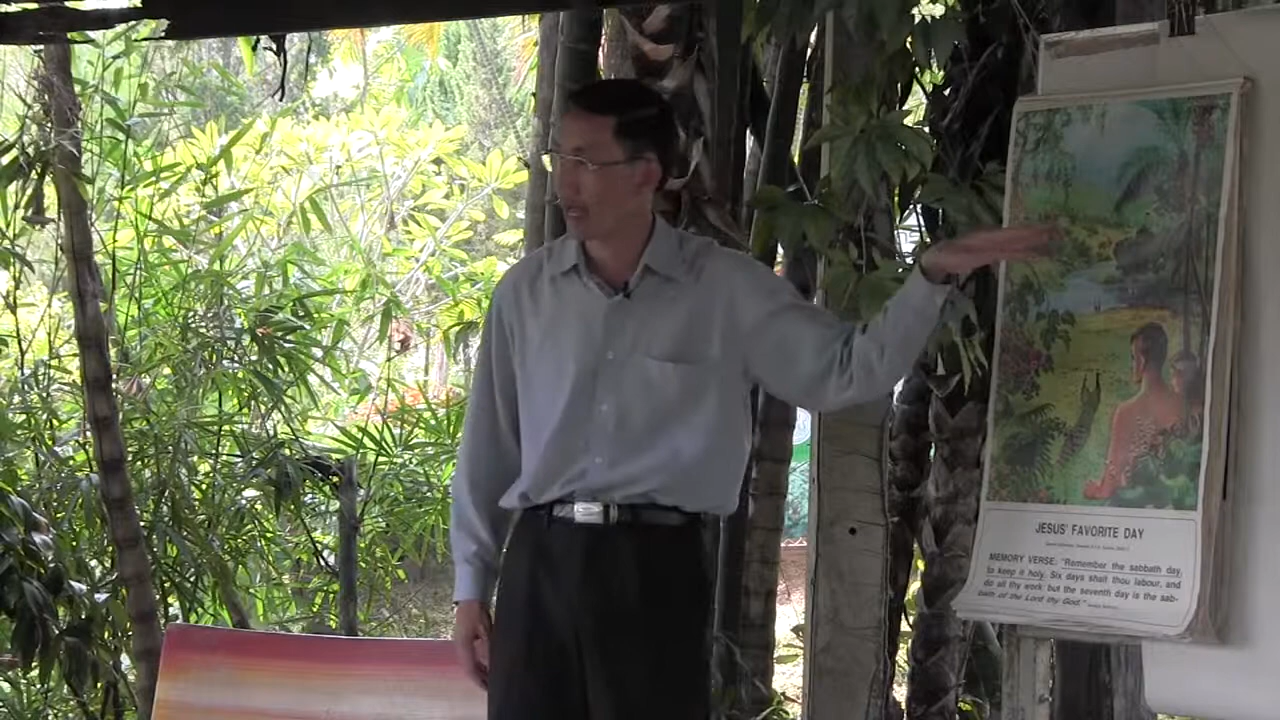 JESUS' FAVORITE DAY
MEMORY VERSE: "Remember the sabbath day,
to keep it holy. Six days shalt thou labour, and
do all thy work: but the seventh day is the sab-
bath of the Lord thy God."